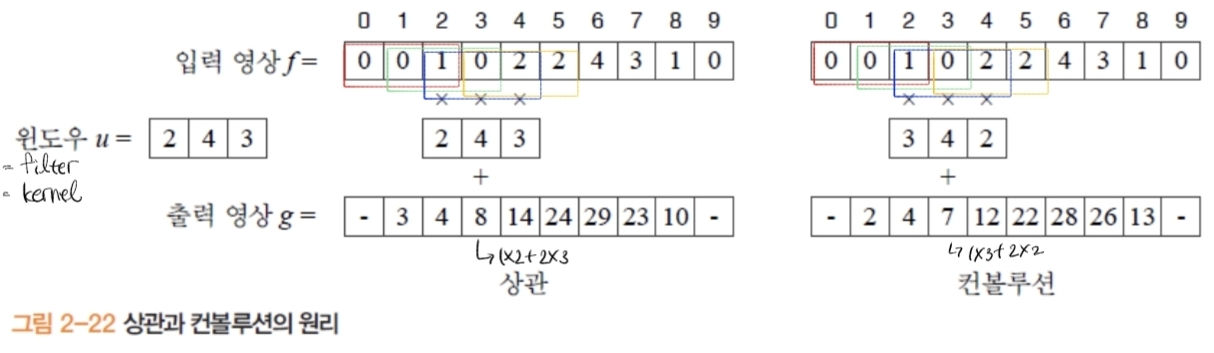 0 1 2 3 4 5 6 7 8 9 0 1 2 3 4 5 6 7 8 9
입력 영상 f = 0 0 1 0 2 2 4 3 1 0 0 0 1 0 2 2 4 3 1 0
× × × × × ×
윈도우 u = 2 4 3 2 4 3 3 4 2
= filter
= kernel
+ +
출력 영상 g = - 3 4 8 14 24 29 23 10 - - 2 4 7 12 22 28 26 13 -
↳ 1×2+2×3 ↳ 1×3+2×2
상관 컨볼루션
그림 2-22 상관과 컨볼루션의 원리